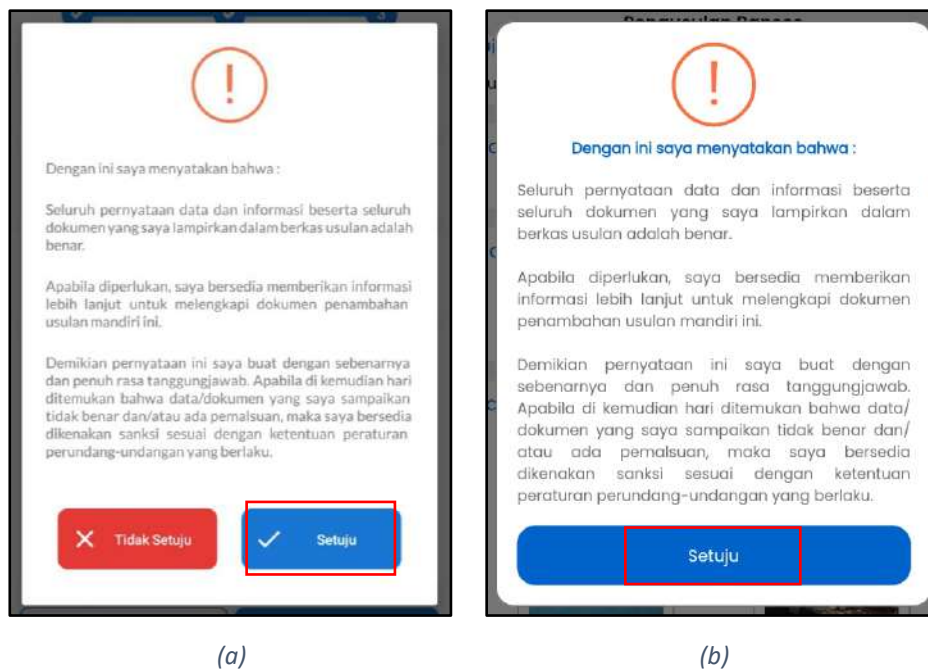 3
!
Dengan ini saya menyatakan bahwa :
Seluruh pernyataan data dan informasi beserta seluruh
dokumen yang saya lampirkan dalam berkas usulan adalah
benar.
Apabila diperlukan, saya bersedia memberikan informasi
lebih lanjut untuk melengkapi dokumen penambahan
usulan mandiri ini.
Demikian pernyataan ini saya buat dengan sebenarnya
dan penuh rasa tanggungjawab. Apabila di kemudian hari
ditemukan bahwa data/dokumen yang saya sampaikan
tidak benar dan/atau ada pemalsuan, maka saya bersedia
dikenakan sanksi sesuai dengan ketentuan peraturan
perundang-undangan yang berlaku.
Tidak Setuju
Setuju
(a)
!
Dengan ini saya menyatakan bahwa :
Seluruh pernyataan data dan informasi beserta
seluruh dokumen yang saya lampirkan dalam
berkas usulan adalah benar.
Apabila diperlukan, saya bersedia memberikan
informasi lebih lanjut untuk melengkapi dokumen
penambahan usulan mandiri ini.
Demikian pernyataan ini saya buat dengan
sebenarnya dan penuh rasa tanggungjawab.
Apabila di kemudian hari ditemukan bahwa data/
dokumen yang saya sampaikan tidak benar dan/
atau ada pemalsuan, maka saya bersedia
dikenakan sanksi sesuai dengan ketentuan
peraturan perundang-undangan yang berlaku.
Setuju
(b)